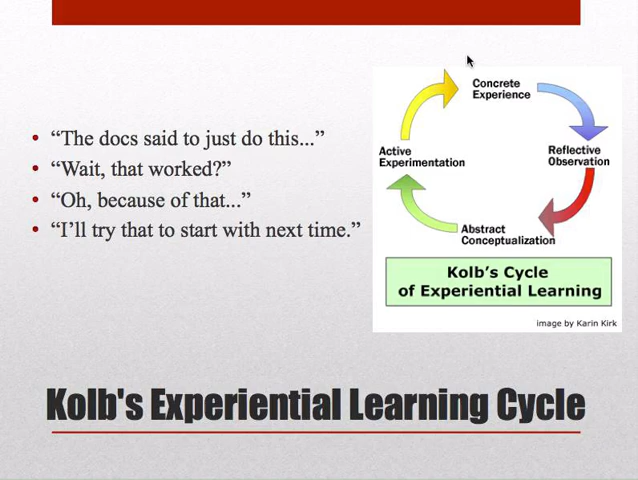 • “The docs said to just do this...”
• “Wait, that worked?”
• “Oh, because of that...”
• “I’ll try that to start with next time.”
Concrete
Experience
Reflective
Observation
Abstract
Conceptualization
Active
Experimentation
Kolb’s Cycle
of Experiential Learning
image by Karin Kirk
Kolb's Experiential Learning Cycle